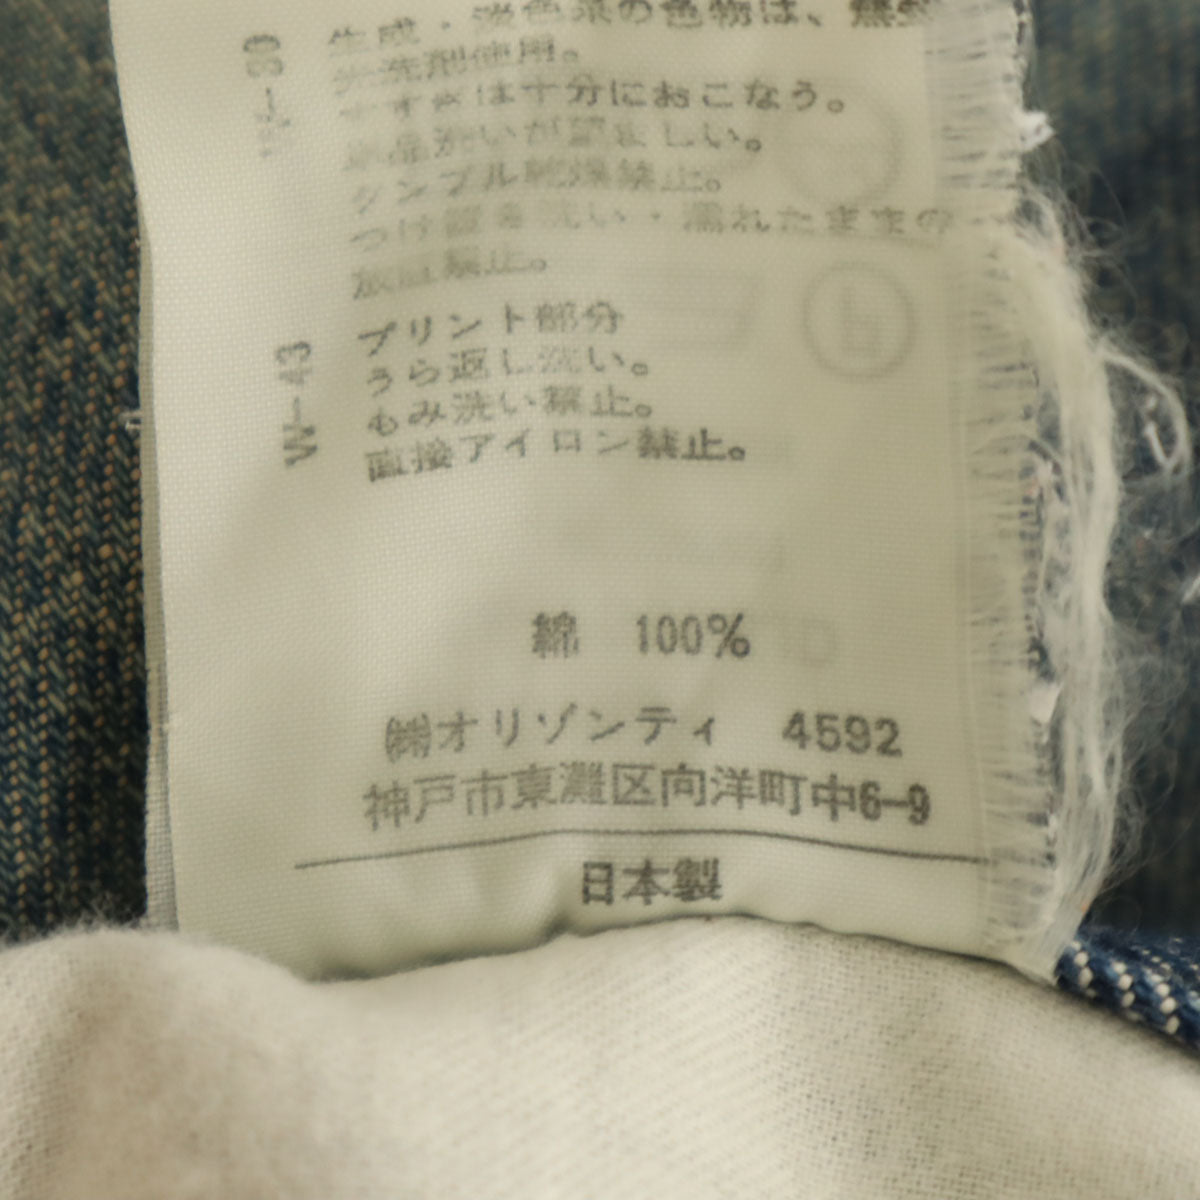 生成・淡色系の色物は、無蛍
光洗剤使用。
すすぎは十分におこなう。
単品洗いが望ましい。
タンブル乾燥禁止。
つけ置き洗い・濡れたままの
放置禁止。
W-43
プリント部分
うら返し洗い。
もみ洗い禁止。
直接アイロン禁止。
綿 100%
㈱オリゾンティ 4592
神戸市東灘区向洋町中6-9
日本製